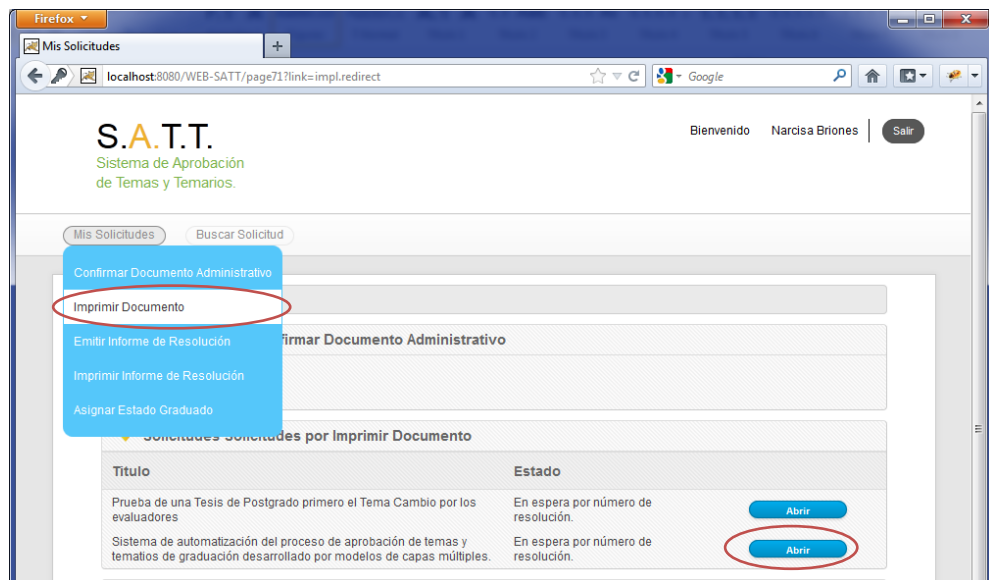 Firefox
Mis Solicitudes
+
localhost:8080/WEB-SATT/page71?link=impl.redirect
Google
S.A.T.T.
Sistema de Aprobación
de Temas y Temarios.
Bienvenido Narcisa Briones Salir
Mis Solicitudes Buscar Solicitud
Confirmar Documento Administrativo
Imprimir Documento
Emitir Informe de Resolución
firmar Documento Administrativo
Imprimir Informe de Resolución
Asignar Estado Graduado
Solicitudes Solicitudes por Imprimir Documento
Titulo Estado
Prueba de una Tesis de Postgrado primero el Tema Cambio por los
evaluadores
En espera por número de
resolución.
Abrir
Sistema de automatización del proceso de aprobación de temas y
tematios de graduación desarrollado por modelos de capas múltiples.
En espera por número de
resolución.
Abrir